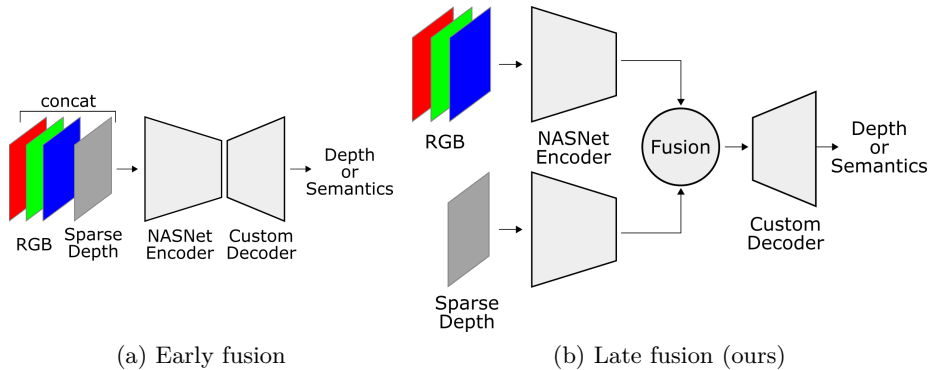 concat
RGB
Sparse
Depth
NASNet
Encoder
Custom
Decoder
Depth
or
Semantics
(a) Early fusion
RGB
NASNet
Encoder
Sparse
Depth
Fusion
Custom
Decoder
Depth
or
Semantics
(b) Late fusion (ours)